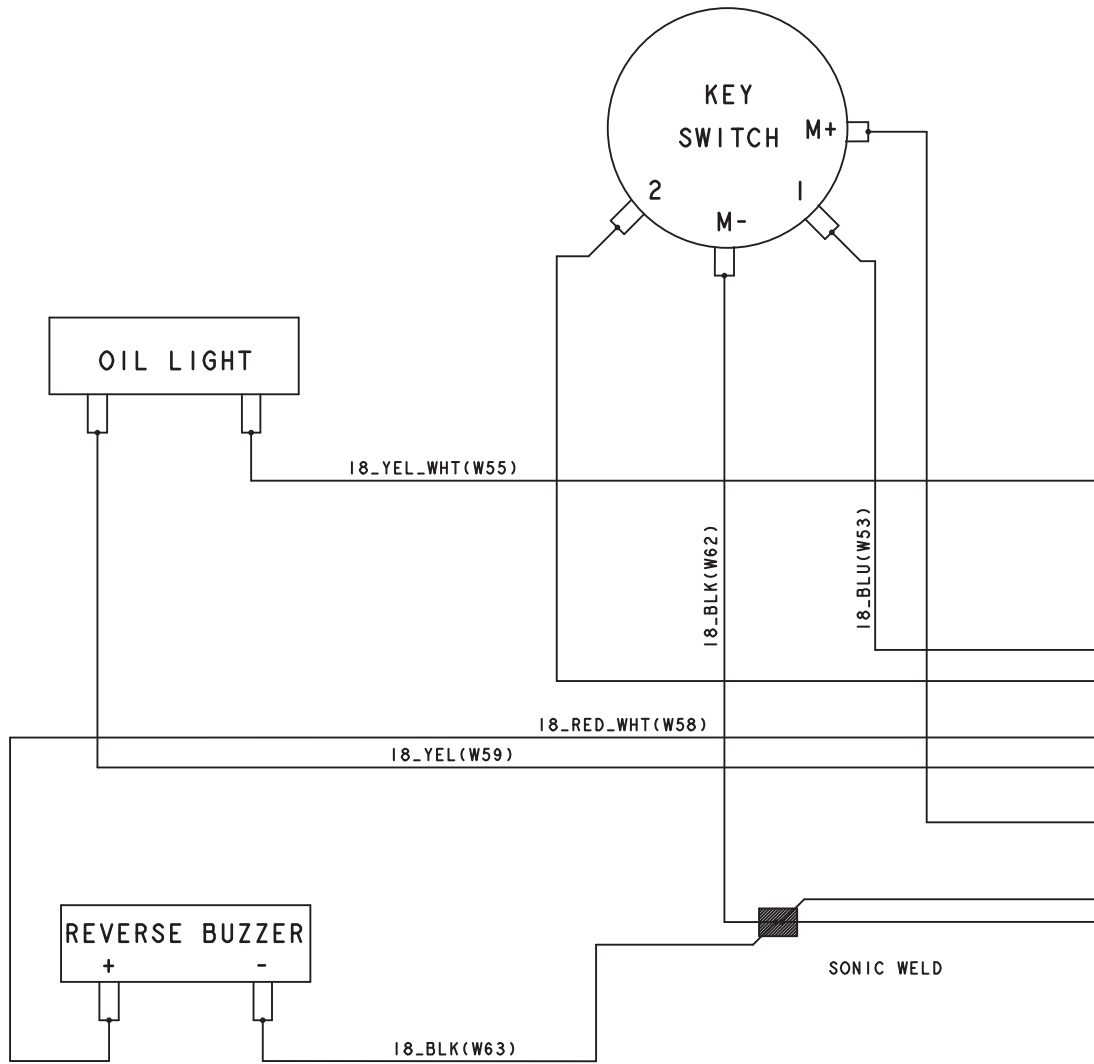 KEY
SWITCH
M+
2
1
M-
OIL LIGHT
18_YEL_WHT(W55)
18_BLK(W62)
18_BLU(W53)
18_RED_WHT(W58)
18_YEL(W59)
REVERSE BUZZER
+ -
SONIC WELD
18_BLK(W63)